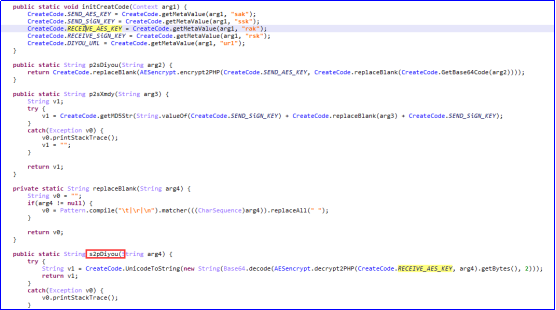 public static void initCreatCode(Context arg1) {
    CreateCode.SEND_AES_KEY = CreateCode.getMetaValue(arg1, "sak");
    CreateCode.SEND_SiGN_KEY = CreateCode.getMetaValue(arg1, "ssk");
    CreateCode.RECEIVE_AES_KEY = CreateCode.getMetaValue(arg1, "rak");
    CreateCode.RECEIVE_SiGN_KEY = CreateCode.getMetaValue(arg1, "rsk");
    CreateCode.DIYOU_URL = CreateCode.getMetaValue(arg1, "url");
}
public static String p2sDiyou(String arg2) {
    return CreateCode.replaceBlank(AESencrypt.encrypt2PHP(CreateCode.SEND_AES_KEY, CreateCode.replaceBlank(CreateCode.GetBase64Code(arg2))));
}
public static String p2sXmdy(String arg3) {
    String v1;
    try {
        v1 = CreateCode.getMD5Str(String.valueOf(CreateCode.SEND_SiGN_KEY) + CreateCode.replaceBlank(arg3) + CreateCode.SEND_SiGN_KEY);
    }
    catch(Exception v0) {
        v0.printStackTrace();
        v1 = "";
    }
    return v1;
}
private static String replaceBlank(String arg4) {
    String v0 = "";
    if(arg4 != null) {
        v0 = Pattern.compile("\t|\r|\n").matcher(((CharSequence)arg4)).replaceAll(" ");
    }
    return v0;
}
public static String s2pDiyou(String arg4) {
    try {
        String v1 = CreateCode.UnicodeToString(new String(Base64.decode(AESencrypt.decrypt2PHP(CreateCode.RECEIVE_AES_KEY, arg4).getBytes(), 2)));
        return v1;
    }
    catch(Exception v0) {
        v0.printStackTrace();
    }